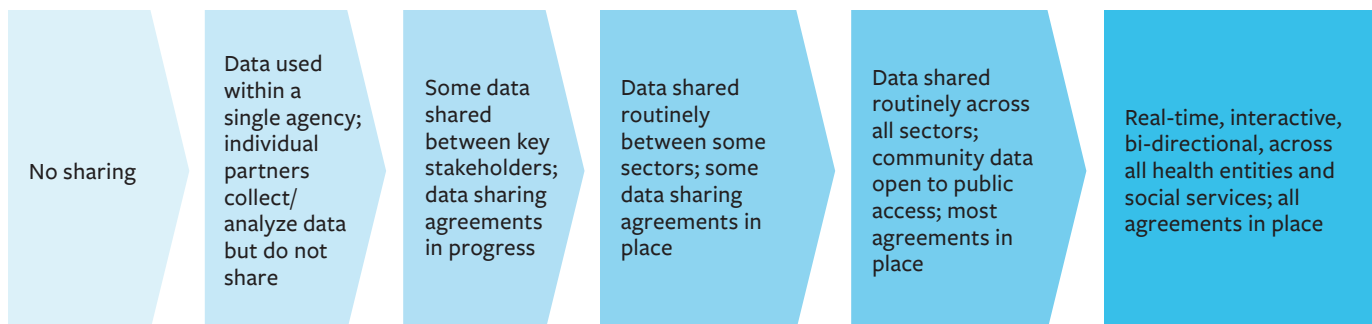 No sharing
Data used
within a
single agency;
individual
partners
collect/
analyze data
but do not
share
Some data
shared
between key
stakeholders;
data sharing
agreements
in progress
Data shared
routinely
between some
sectors; some
data sharing
agreements in
place
Data shared
routinely across
all sectors;
community data
open to public
access; most
agreements in
place
Real-time, interactive,
bi-directional, across
all health entities and
social services; all
agreements in place